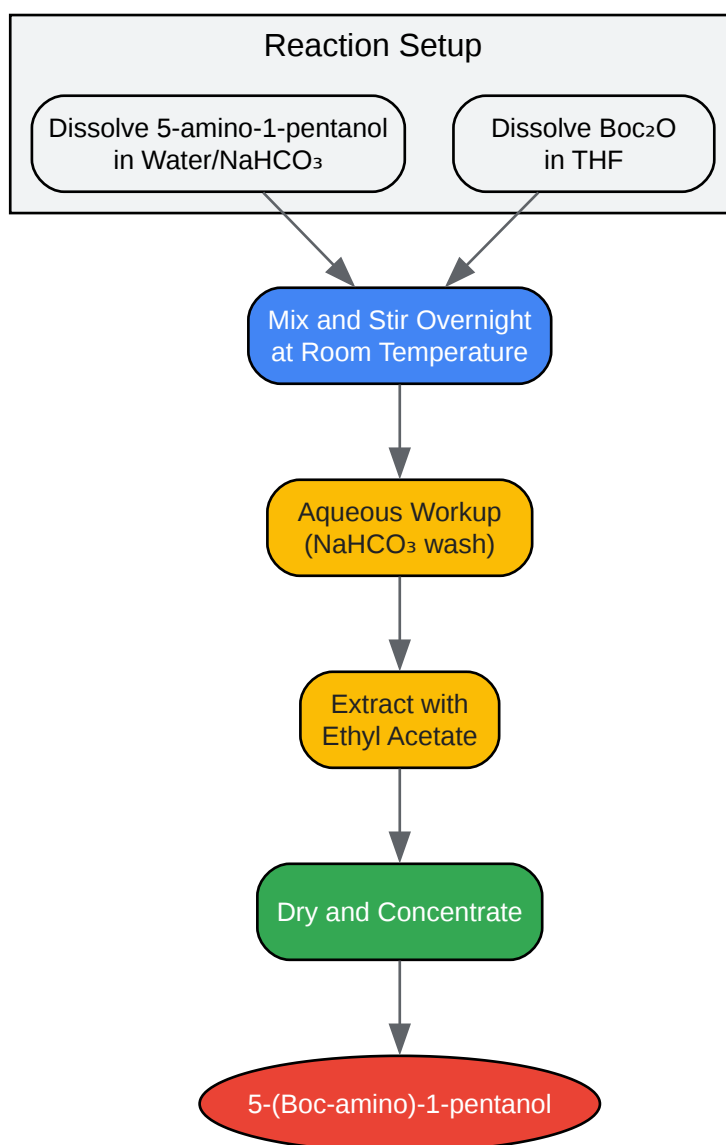 Reaction Setup
Dissolve 5-amino-1-pentanol
in Water/NaHCO₃
Dissolve Boc₂O
in THF
Mix and Stir Overnight
at Room Temperature
Aqueous Workup
(NaHCO₃ wash)
Extract with
Ethyl Acetate
Dry and Concentrate
5-(Boc-amino)-1-pentanol